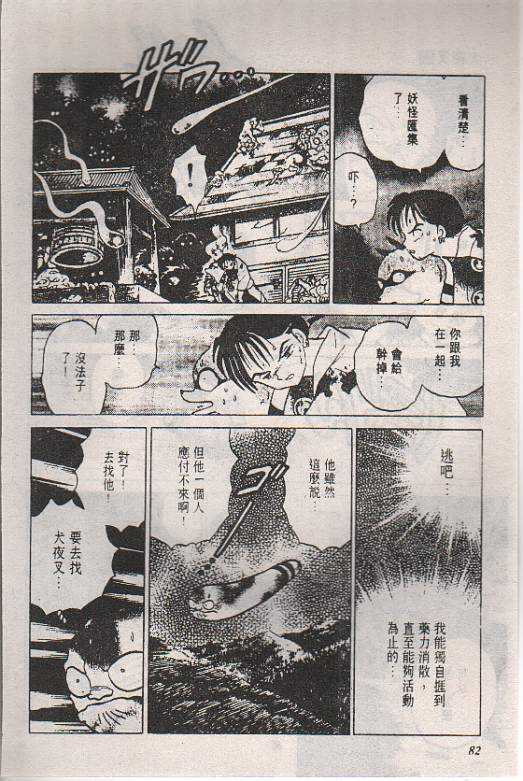 看清楚…
妖怪匯集
了…
吓…?
ザワ…
!
你跟我
在一起…
會給
幹掉…
那…
那麼…
沒法子
了!
逃吧…
我能獨自捱到
藥力消散，
直至能夠活動
為止的…
他雖然
這麼說…
但他一個人
應付不來啊!
ゴッ
對了!
去找他!
要去找
犬夜叉…
82